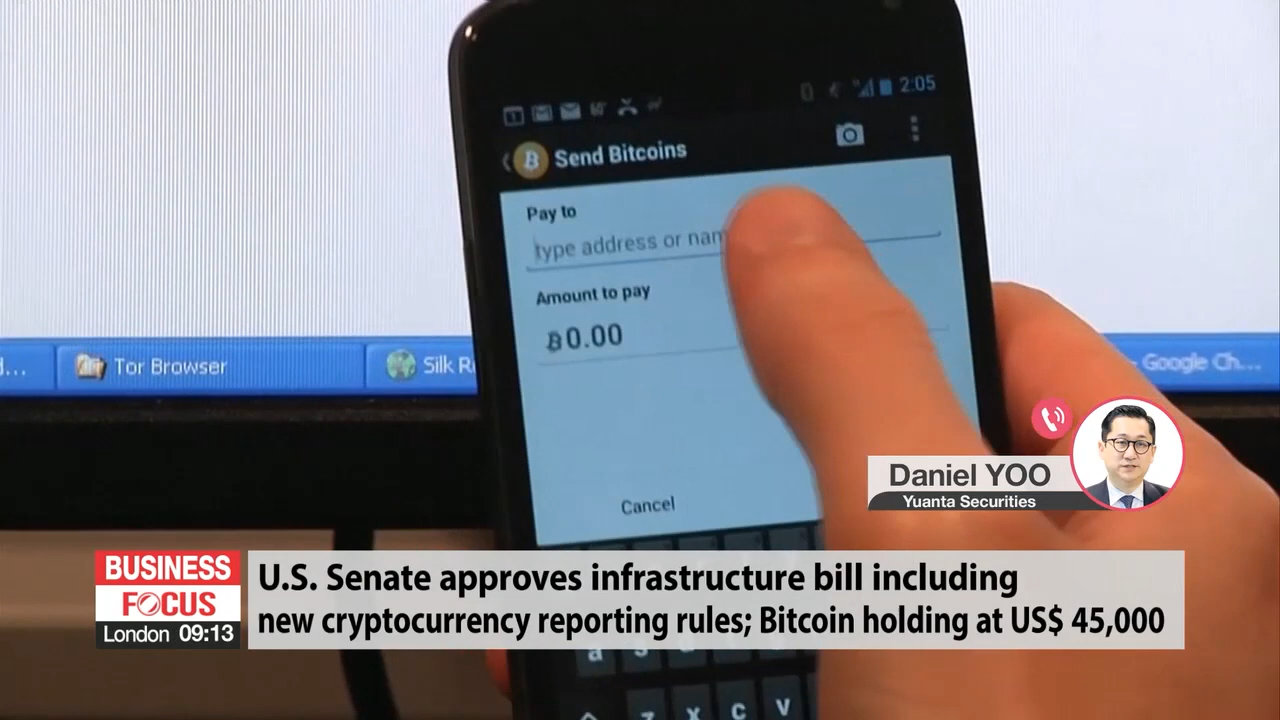 2:05
Send Bitcoins
Pay to
type address or nam
Amount to pay
0.00
Tor Browser
Silk R
- Google Ch...
Cancel
Daniel YOO
Yuanta Securities
BUSINESS
FOCUS
London 09:13
U.S. Senate approves infrastructure bill including
new cryptocurrency reporting rules; Bitcoin holding at US$ 45,000
a s
z x c v